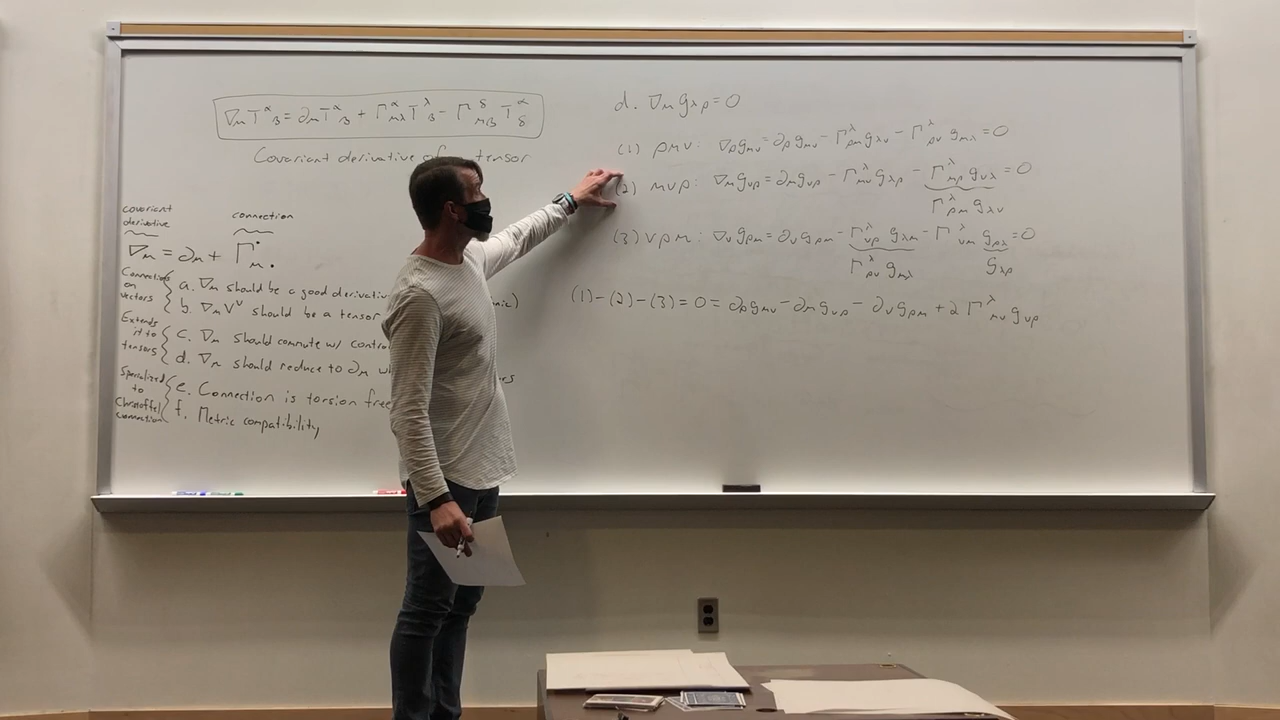 ∇_μ T^α_β = ∂_μ T^α_β + Γ^α_μλ T^λ_β - Γ^δ_μβ T^α_δ
Covariant derivative of tensor
covariant
derivative
connection
∇_μ = ∂_μ + Γ^•_μ•
Connections on vectors
a. ∇_μ should be a good derivativ
b. ∇_μ V^ν should be a tensor
Extends it to tensors
c. ∇_μ should commute w/ contra
d. ∇_μ should reduce to ∂_μ
Specialized to Christoffel connection
e. Connection is torsion free
f. Metric compatibility
d. ∇_μ g_λρ = 0
(1) ρμν: ∇_ρ g_μν = ∂_ρ g_μν - Γ^λ_ρμ g_λν - Γ^λ_ρν g_μλ = 0
(2) μνρ: ∇_μ g_νρ = ∂_μ g_νρ - Γ^λ_μν g_λρ - Γ^λ_μρ g_νλ = 0
Γ^λ_ρμ g_λν
(3) νρμ: ∇_ν g_ρμ = ∂_ν g_ρμ - Γ^λ_νρ g_λμ - Γ^λ_νμ g_ρλ = 0
Γ^λ_ρν g_μλ g_λρ
(1)-(2)-(3) = 0 = ∂_ρ g_μν - ∂_μ g_νρ - ∂_ν g_ρμ + 2 Γ^λ_μν g_νρ